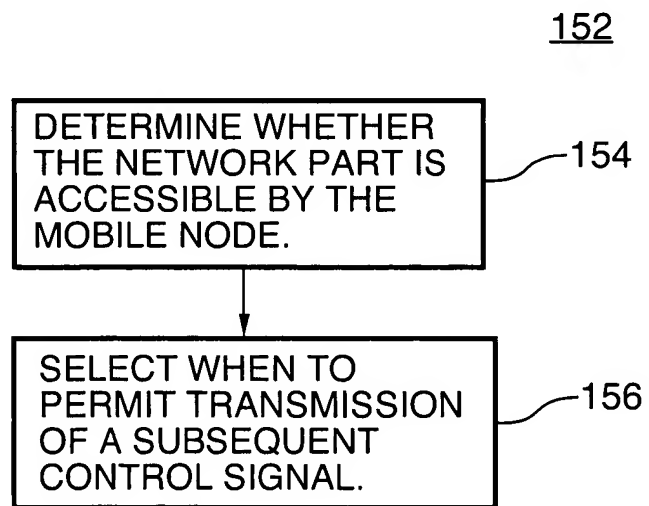 152
DETERMINE WHETHER
THE NETWORK PART IS
ACCESSIBLE BY THE
MOBILE NODE.
154
SELECT WHEN TO
PERMIT TRANSMISSION
OF A SUBSEQUENT
CONTROL SIGNAL.
156